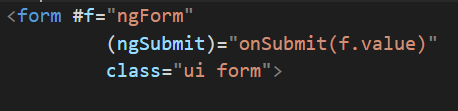 <form #f="ngForm"
(ngSubmit)="onSubmit(f.value)"
class="ui form">